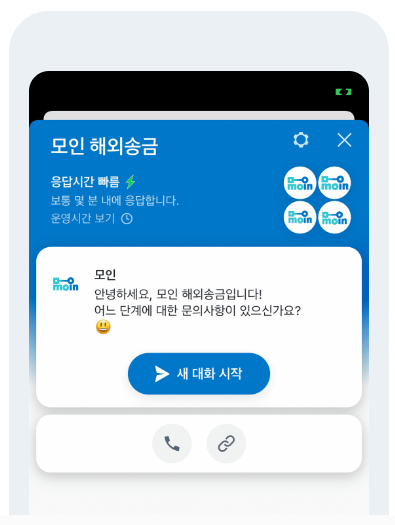 모인 해외송금
응답시간 빠름
보통 몇 분 내에 응답합니다.
운영시간 보기
moin
moin
moin
moin
모인
moin
안녕하세요, 모인 해외송금입니다!
어느 단계에 대한 문의사항이 있으신가요?
새 대화 시작